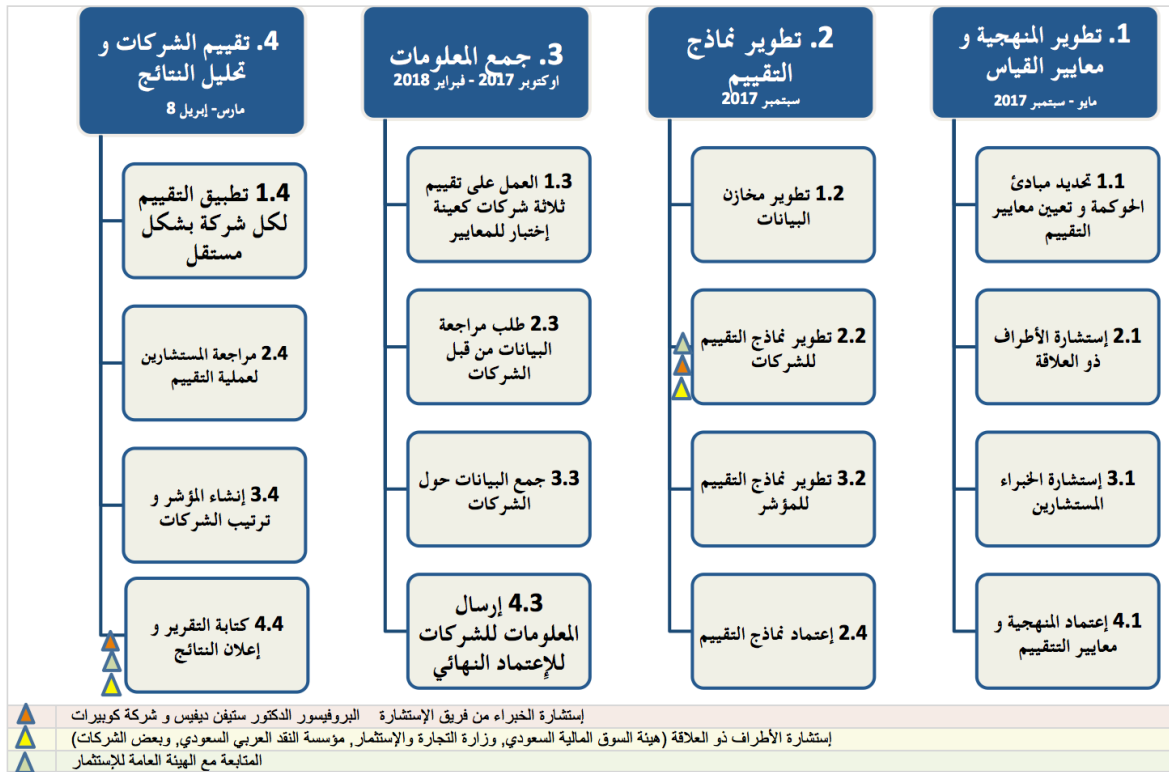 1. تطوير المنهجية و
معايير القياس
مايو - سبتمبر 2017
1.1 تحديد مبادئ
الحوكمة و تعيين معايير
التقييم
2.1 إستشارة الأطراف
ذو العلاقة
3.1 إستشارة الخبراء
المستشارين
4.1 إعتماد المنهجية و
معايير التتقييم
2. تطوير نماذج
التقييم
سبتمبر 2017
1.2 تطوير مخازن
البيانات
2.2 تطوير نماذج التقييم
للشركات
3.2 تطوير نماذج التقييم
للمؤشر
2.4 إعتماد نماذج التقييم
3. جمع المعلومات
اوكتوبر 2017 - فبراير 2018
1.3 العمل على تقييم
ثلاثة شركات كعينة
إختبار للمعايير
2.3 طلب مراجعة
البيانات من قبل
الشركات
3.3 جمع البيانات حول
الشركات
4.3 إرسال
المعلومات للشركات
للإعتماد النهائي
4. تقييم الشركات و
تحليل النتائج
مارس- إبريل 8
1.4 تطبيق التقييم
لكل شركة بشكل
مستقل
2.4 مراجعة المستشارين
لعملية التقييم
3.4 إنشاء المؤشر و
ترتيب الشركات
4.4 كتابة التقرير و
إعلان النتائج
إستشارة الخبراء من فريق الإستشارة البروفيسور الدكتور ستيفن ديفيس و شركة كوبيرات
إستشارة الأطراف ذو العلاقة (هيئة السوق المالية السعودي, وزارة التجارة والإستثمار, مؤسسة النقد العربي السعودي, وبعض الشركات)
المتابعة مع الهيئة العامة للإستثمار